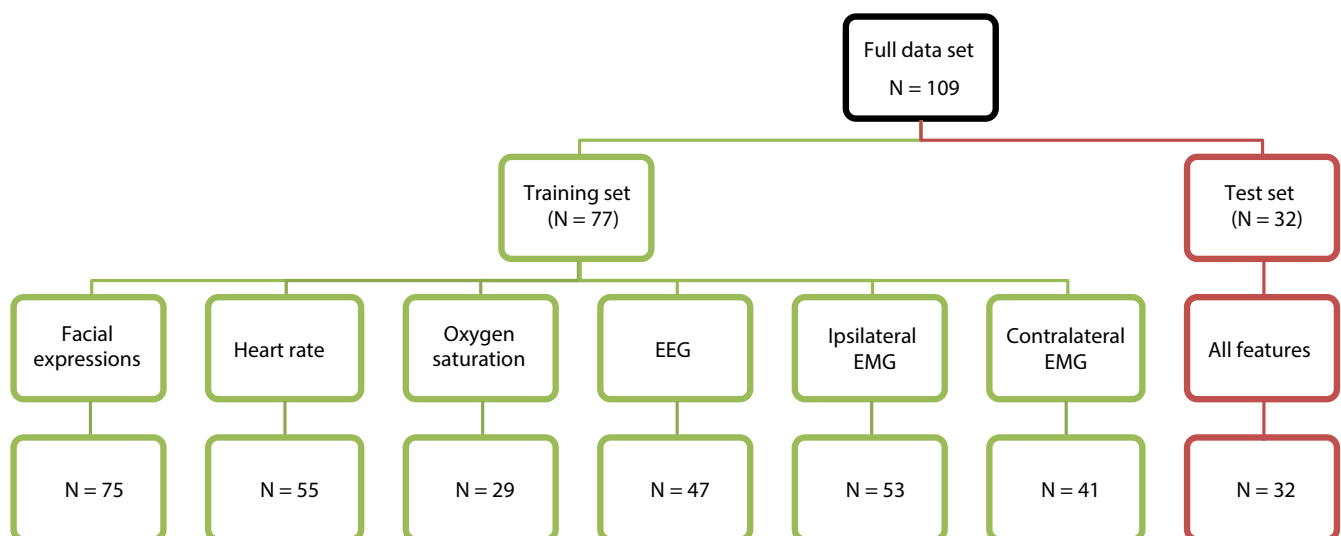 Full data set
N = 109
Training set
(N = 77)
Test set
(N = 32)
Facial
expressions
Heart rate
Oxygen
saturation
EEG
Ipsilateral
EMG
Contralateral
EMG
All features
N = 75
N = 55
N = 29
N = 47
N = 53
N = 41
N = 32